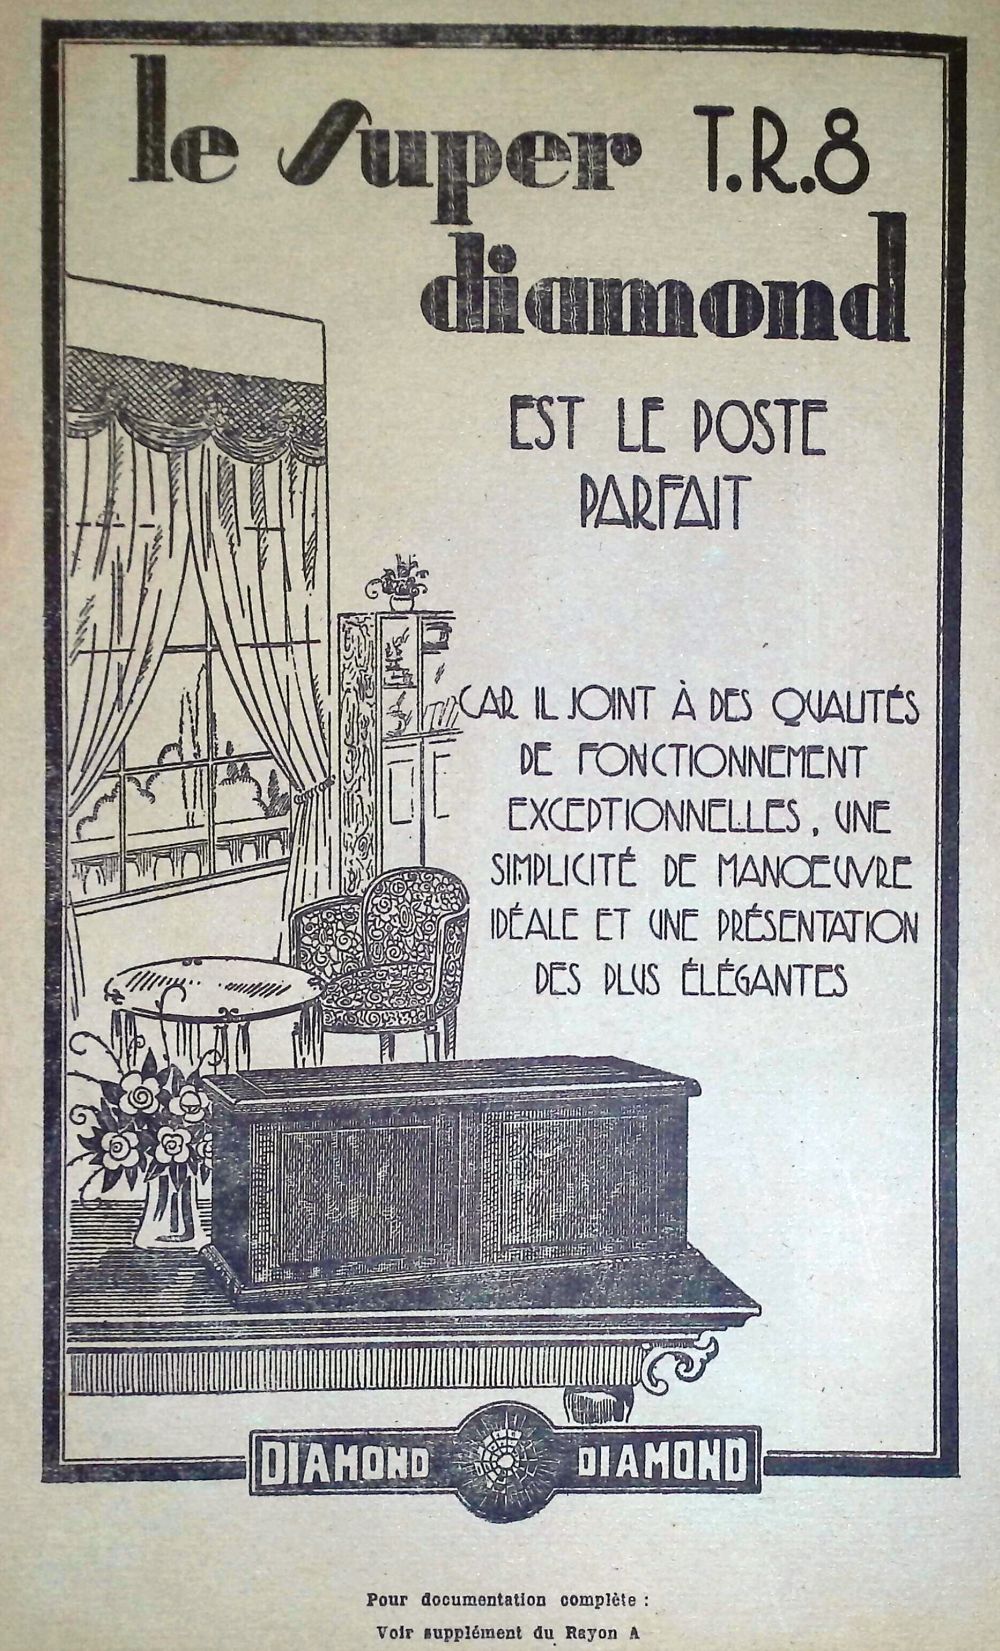 le Super T.R.8
diamond
EST LE POSTE
PARFAIT
CAR IL JOINT À DES QUALITÉS
DE FONCTIONNEMENT
EXCEPTIONNELLES, UNE
SIMPLICITÉ DE MANŒUVRE
IDÉALE ET UNE PRÉSENTATION
DES PLUS ÉLÉGANTES
DIAMOND DIAMOND
Pour documentation complète :
Voir supplément du Rayon A